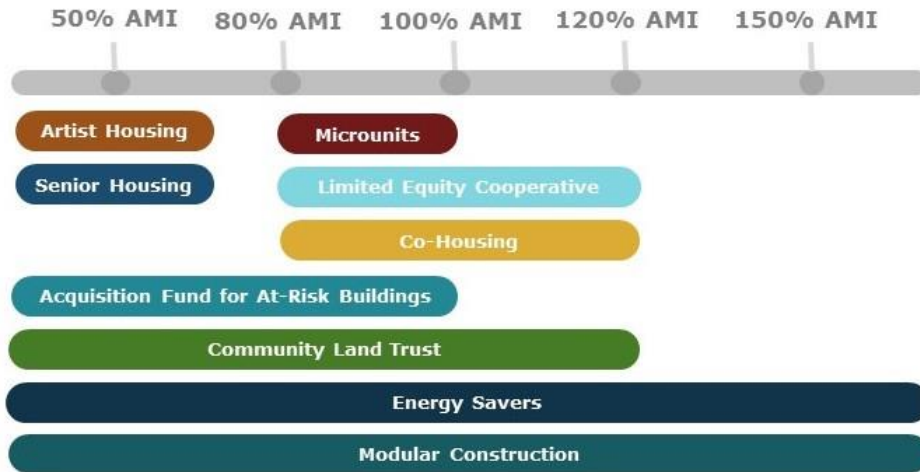 50% AMI 80% AMI 100% AMI 120% AMI 150% AMI
Artist Housing Microunits
Senior Housing Limited Equity Cooperative
Co-Housing
Acquisition Fund for At-Risk Buildings
Community Land Trust
Energy Savers
Modular Construction